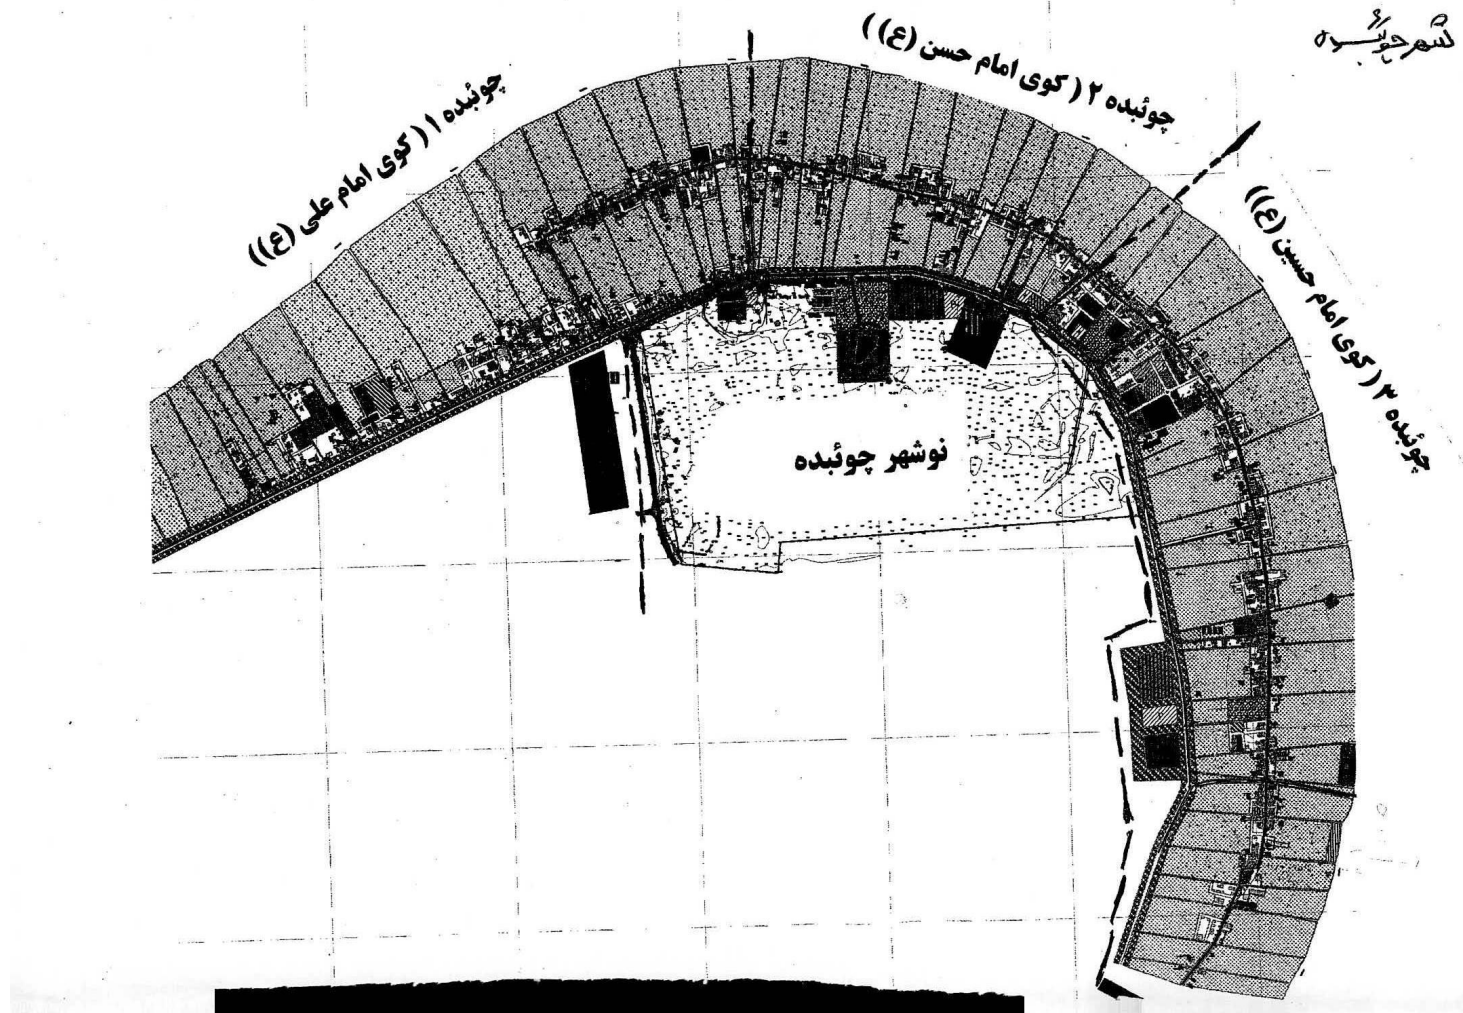 شهر چوئبده
چوئبده ۲ ( کوی امام حسن (ع) )
چوئبده ۱ ( کوی امام علی (ع))
چوئبده ۳ ( کوی امام حسین (ع))
نوشهر چوئبده